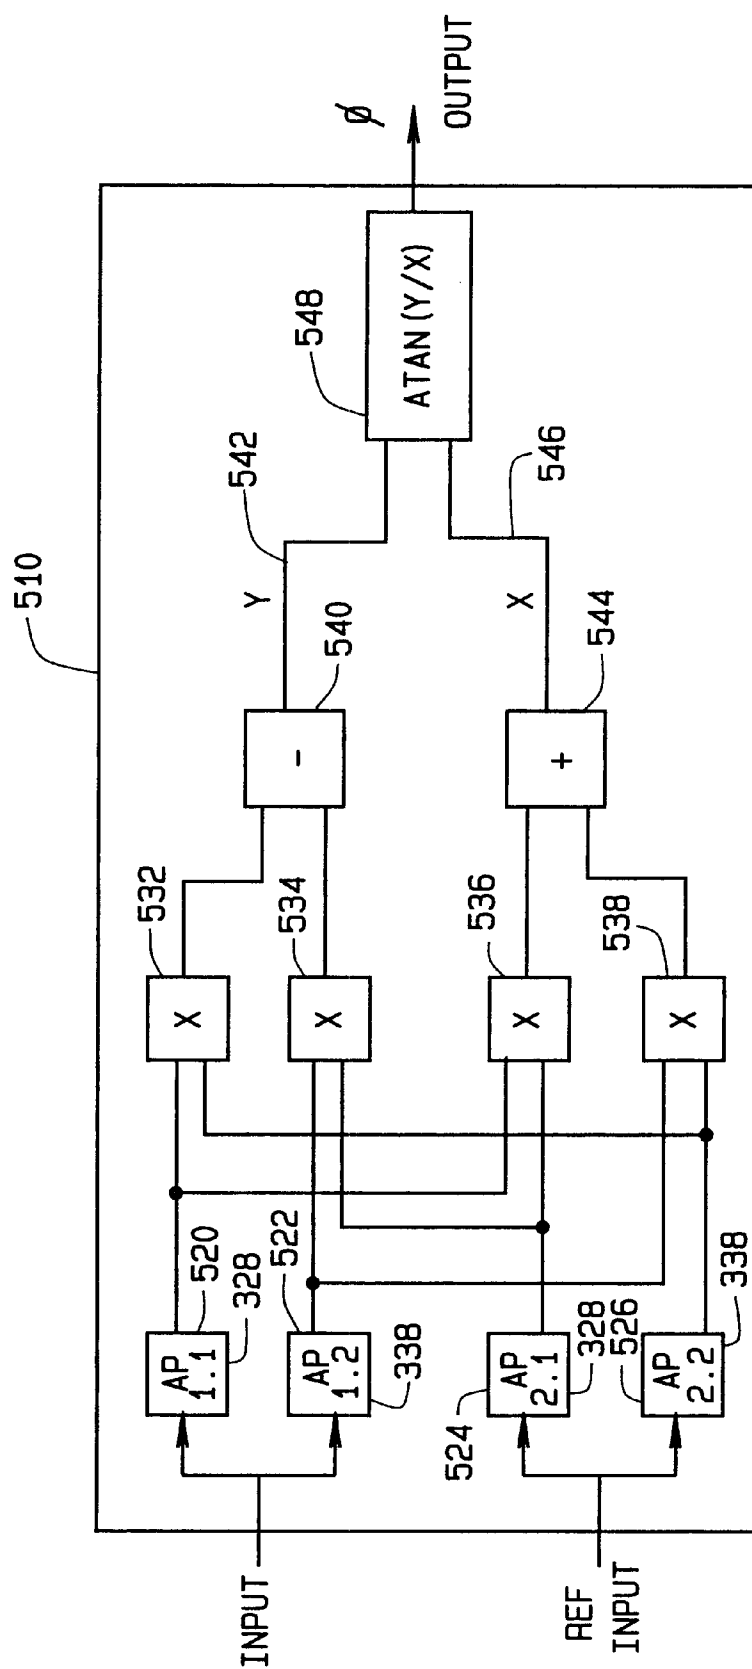 510
INPUT
REF
INPUT
AP
1.1
520
328
AP
1.2
522
338
AP
2.1
524
328
AP
2.2
526
338
X
532
X
534
X
536
X
538
-
540
+
544
Y
542
X
546
ATAN(Y/X)
548
Ø
OUTPUT